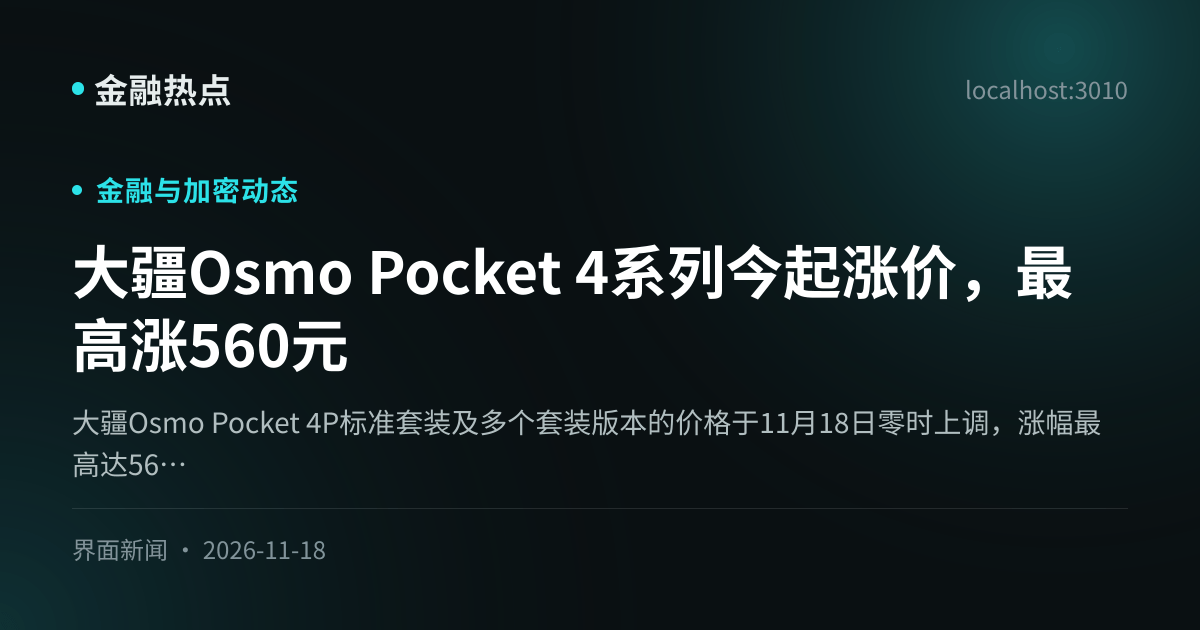 金融热点
localhost:3010
金融与加密动态
大疆Osmo Pocket 4系列今起涨价，最
高涨560元
大疆Osmo Pocket 4P标准套装及多个套装版本的价格于11月18日零时上调，涨幅最
高达56…
界面新闻 • 2026-11-18